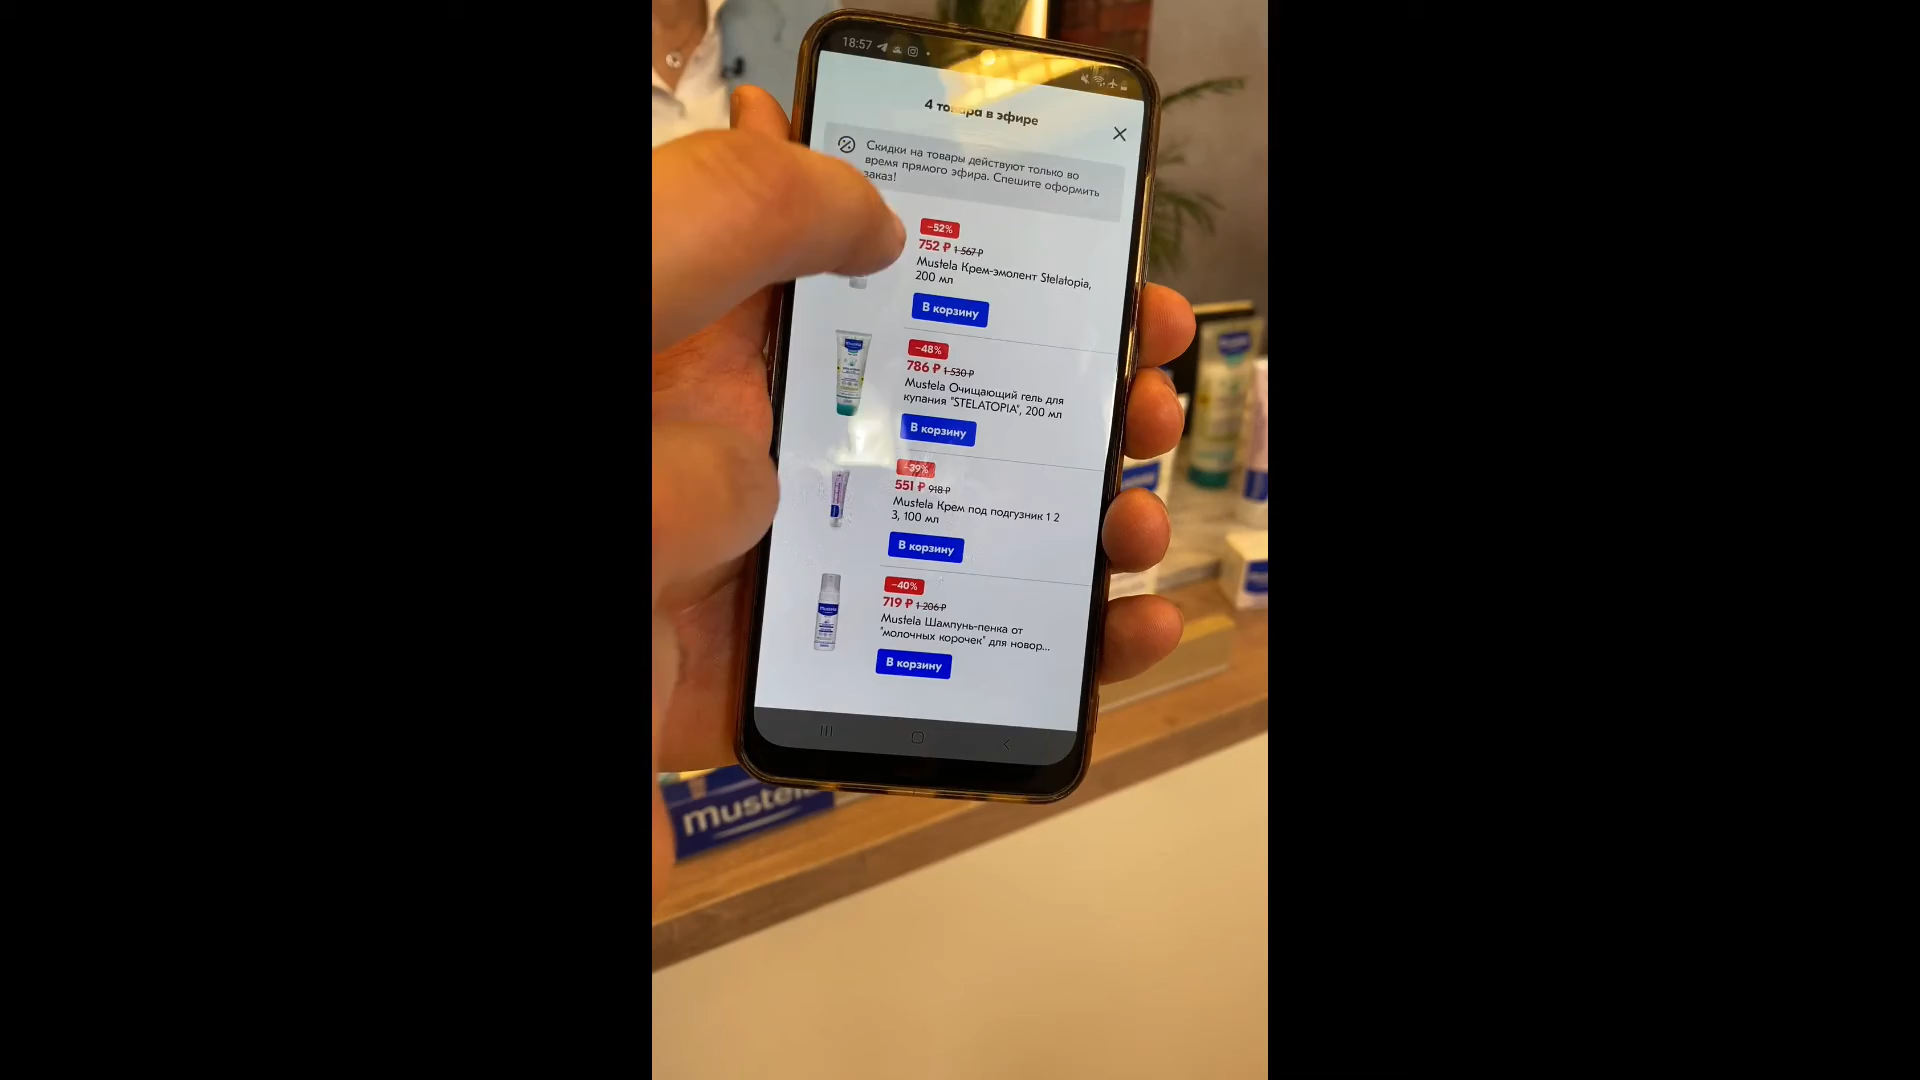 18:57
4 товара в эфире
Скидки на товары действуют только во
время прямого эфира. Спешите оформить
заказ!
−52%
752 ₽ 1 567 ₽
Mustela Крем-эмолент Stelatopia,
200 мл
В корзину
−48%
786 ₽ 1 530 ₽
Mustela Очищающий гель для
купания "STELATOPIA", 200 мл
В корзину
−39%
551 ₽ 918 ₽
Mustela Крем под подгузник 1 2
3, 100 мл
В корзину
−40%
719 ₽ 1 206 ₽
Mustela Шампунь-пенка от
"молочных корочек" для новор...
В корзину
mustela